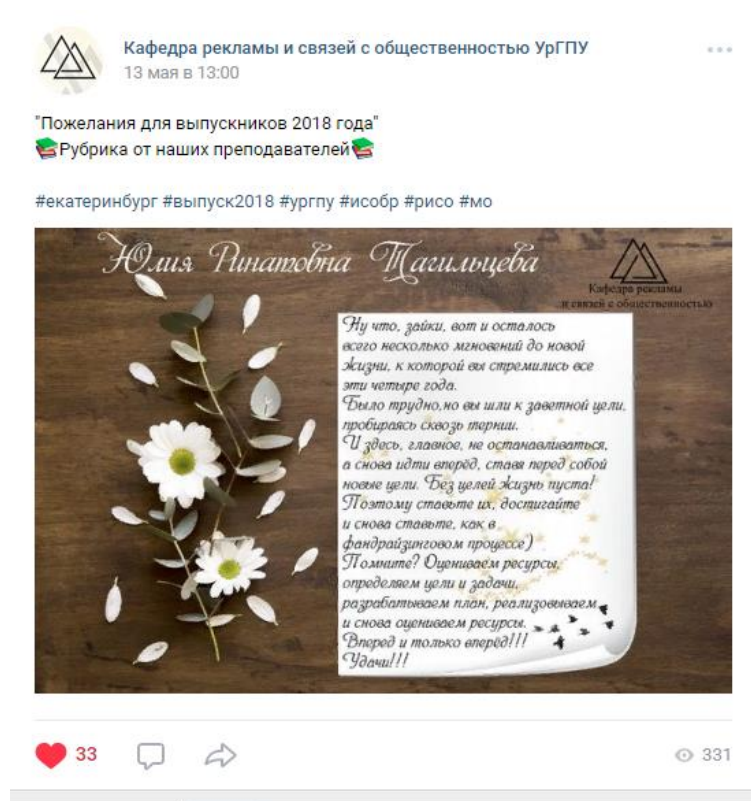 Кафедра рекламы и связей с общественностью УрГПУ
13 мая в 13:00
"Пожелания для выпускников 2018 года"
Рубрика от наших преподавателей
#екатеринбург #выпуск2018 #ургпу #исобр #рисо #мо
Юлия Ринатовна Тагильцева
Кафедра рекламы
и связей с общественностью
Ну что, зайки, вот и осталось
всего несколько мгновений до новой
жизни, к которой вы стремились все
эти четыре года.
Было трудно,но вы шли к заветной цели,
пробираясь сквозь тернии.
И здесь, главное, не останавливаться,
а снова идти вперёд, ставя перед собой
новые цели. Без целей жизнь пуста!
Поэтому ставьте их, достигайте
и снова ставьте, как в
фандрайзинговом процессе)
Помните? Оцениваем ресурсы,
определяем цели и задачи,
разрабатываем план, реализовываем
и снова оцениваем ресурсы.
Вперед и только вперёд!!!
Удачи!!!
33
331